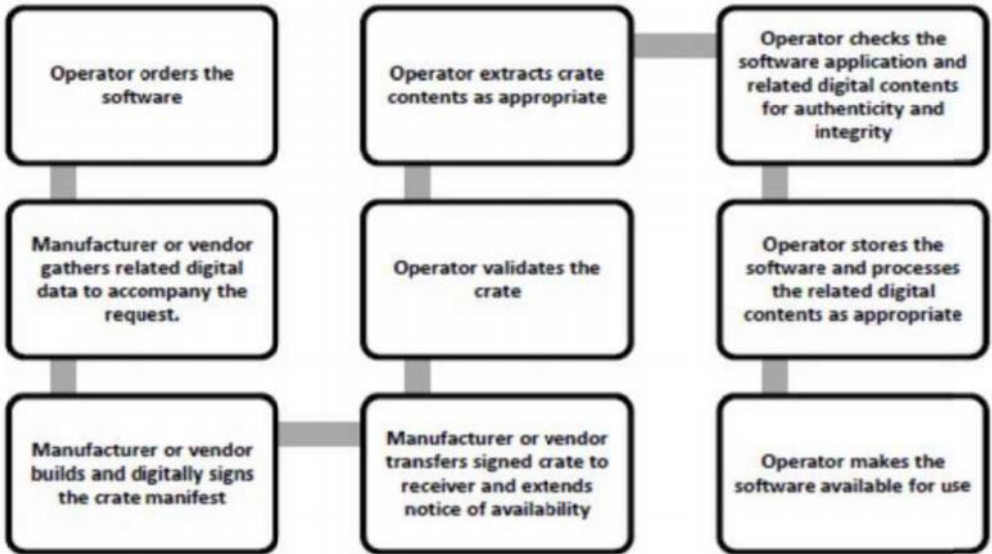 Operator orders the
software
Manufacturer or vendor
gathers related digital
data to accompany the
request.
Manufacturer or vendor
builds and digitally signs
the crate manifest
Manufacturer or vendor
transfers signed crate to
receiver and extends
notice of availability
Operator validates the
crate
Operator extracts crate
contents as appropriate
Operator checks the
software application and
related digital contents
for authenticity and
integrity
Operator stores the
software and processes
the related digital
contents as appropriate
Operator makes the
software available for use